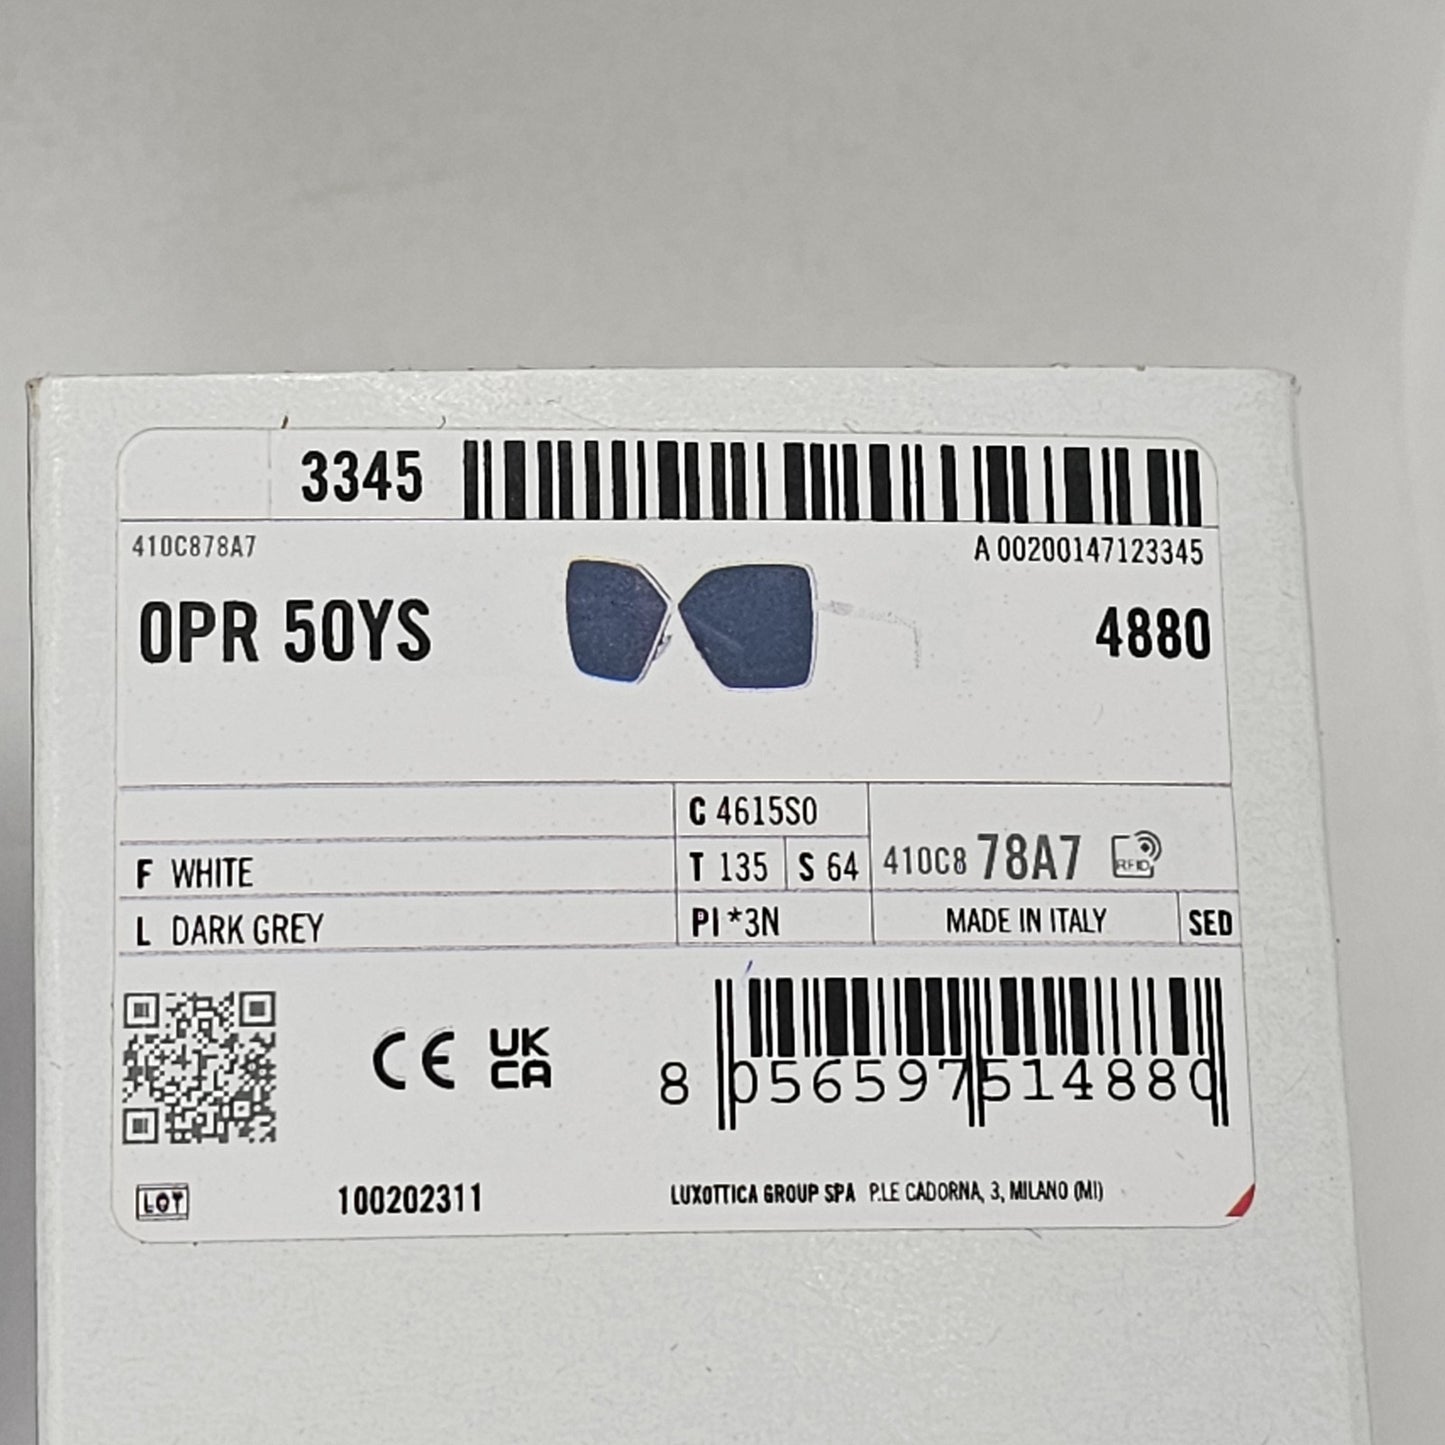 3345
410C878A7
A 00200147123345
0PR 50YS
4880
C 4615S0
F WHITE
T 135 S 64
410C8 78A7 RFID
L DARK GREY
PI *3N
MADE IN ITALY
SED
CE UK
CA
8 056597 514880
LOT
100202311
LUXOTTICA GROUP SPA P.LE CADORNA, 3, MILANO (MI)